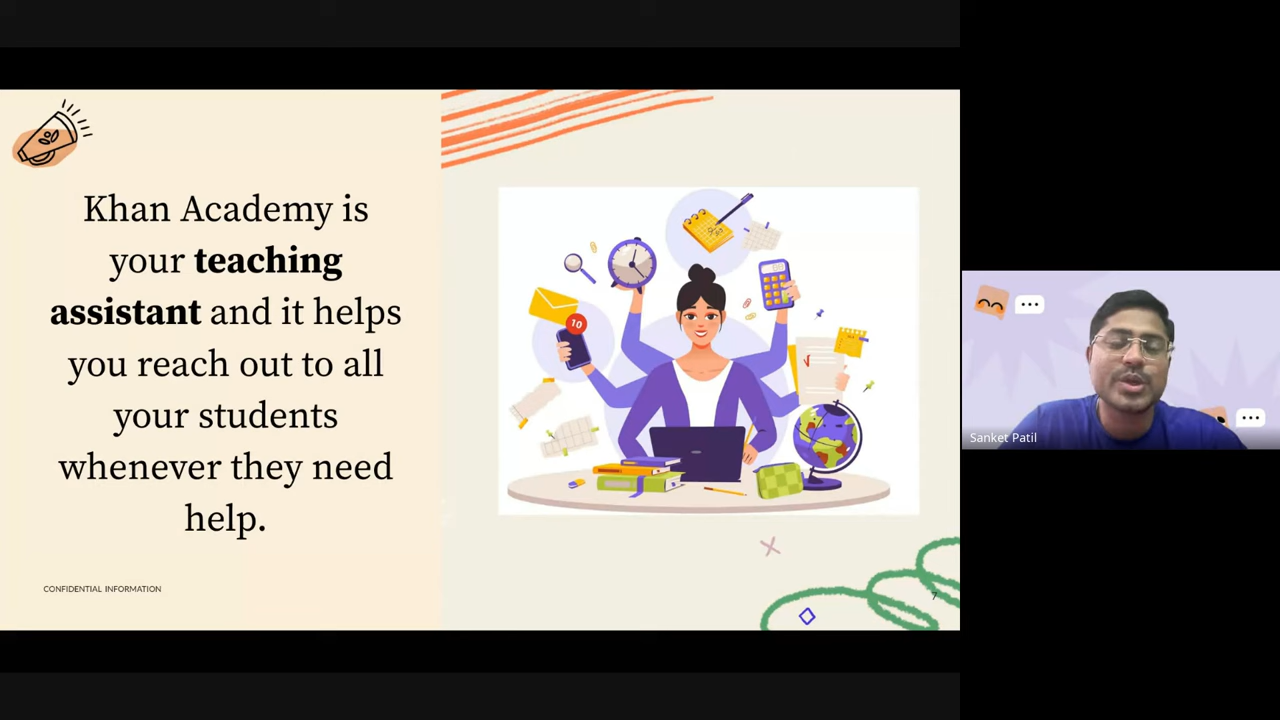 Khan Academy is
your teaching
assistant and it helps
you reach out to all
your students
whenever they need
help.
CONFIDENTIAL INFORMATION
7
10
Sanket Patil